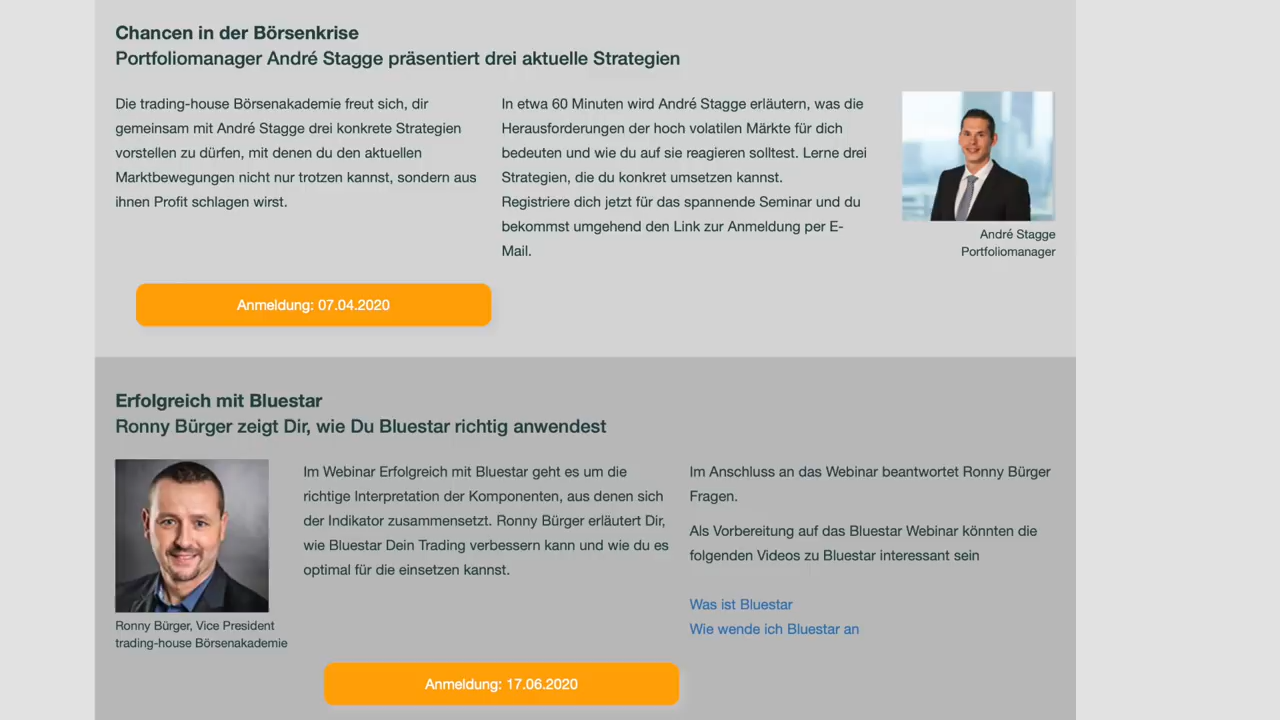 Chancen in der Börsenkrise
Portfoliomanager André Stagge präsentiert drei aktuelle Strategien
Die trading-house Börsenakademie freut sich, dir
gemeinsam mit André Stagge drei konkrete Strategien
vorstellen zu dürfen, mit denen du den aktuellen
Marktbewegungen nicht nur trotzen kannst, sondern aus
ihnen Profit schlagen wirst.
In etwa 60 Minuten wird André Stagge erläutern, was die
Herausforderungen der hoch volatilen Märkte für dich
bedeuten und wie du auf sie reagieren solltest. Lerne drei
Strategien, die du konkret umsetzen kannst.
Registriere dich jetzt für das spannende Seminar und du
bekommst umgehend den Link zur Anmeldung per E-
Mail.
André Stagge
Portfoliomanager
Anmeldung: 07.04.2020
Erfolgreich mit Bluestar
Ronny Bürger zeigt Dir, wie Du Bluestar richtig anwendest
Ronny Bürger, Vice President
trading-house Börsenakademie
Im Webinar Erfolgreich mit Bluestar geht es um die
richtige Interpretation der Komponenten, aus denen sich
der Indikator zusammensetzt. Ronny Bürger erläutert Dir,
wie Bluestar Dein Trading verbessern kann und wie du es
optimal für die einsetzen kannst.
Im Anschluss an das Webinar beantwortet Ronny Bürger
Fragen.
Als Vorbereitung auf das Bluestar Webinar könnten die
folgenden Videos zu Bluestar interessant sein
Was ist Bluestar
Wie wende ich Bluestar an
Anmeldung: 17.06.2020